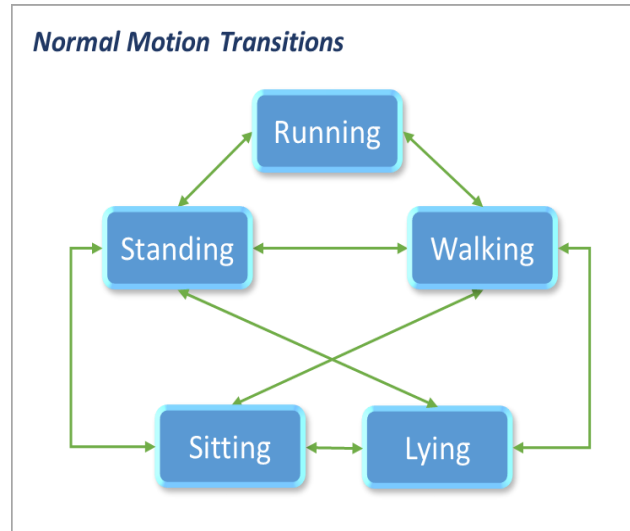 Normal Motion Transitions
Running
Standing
Walking
Sitting
Lying